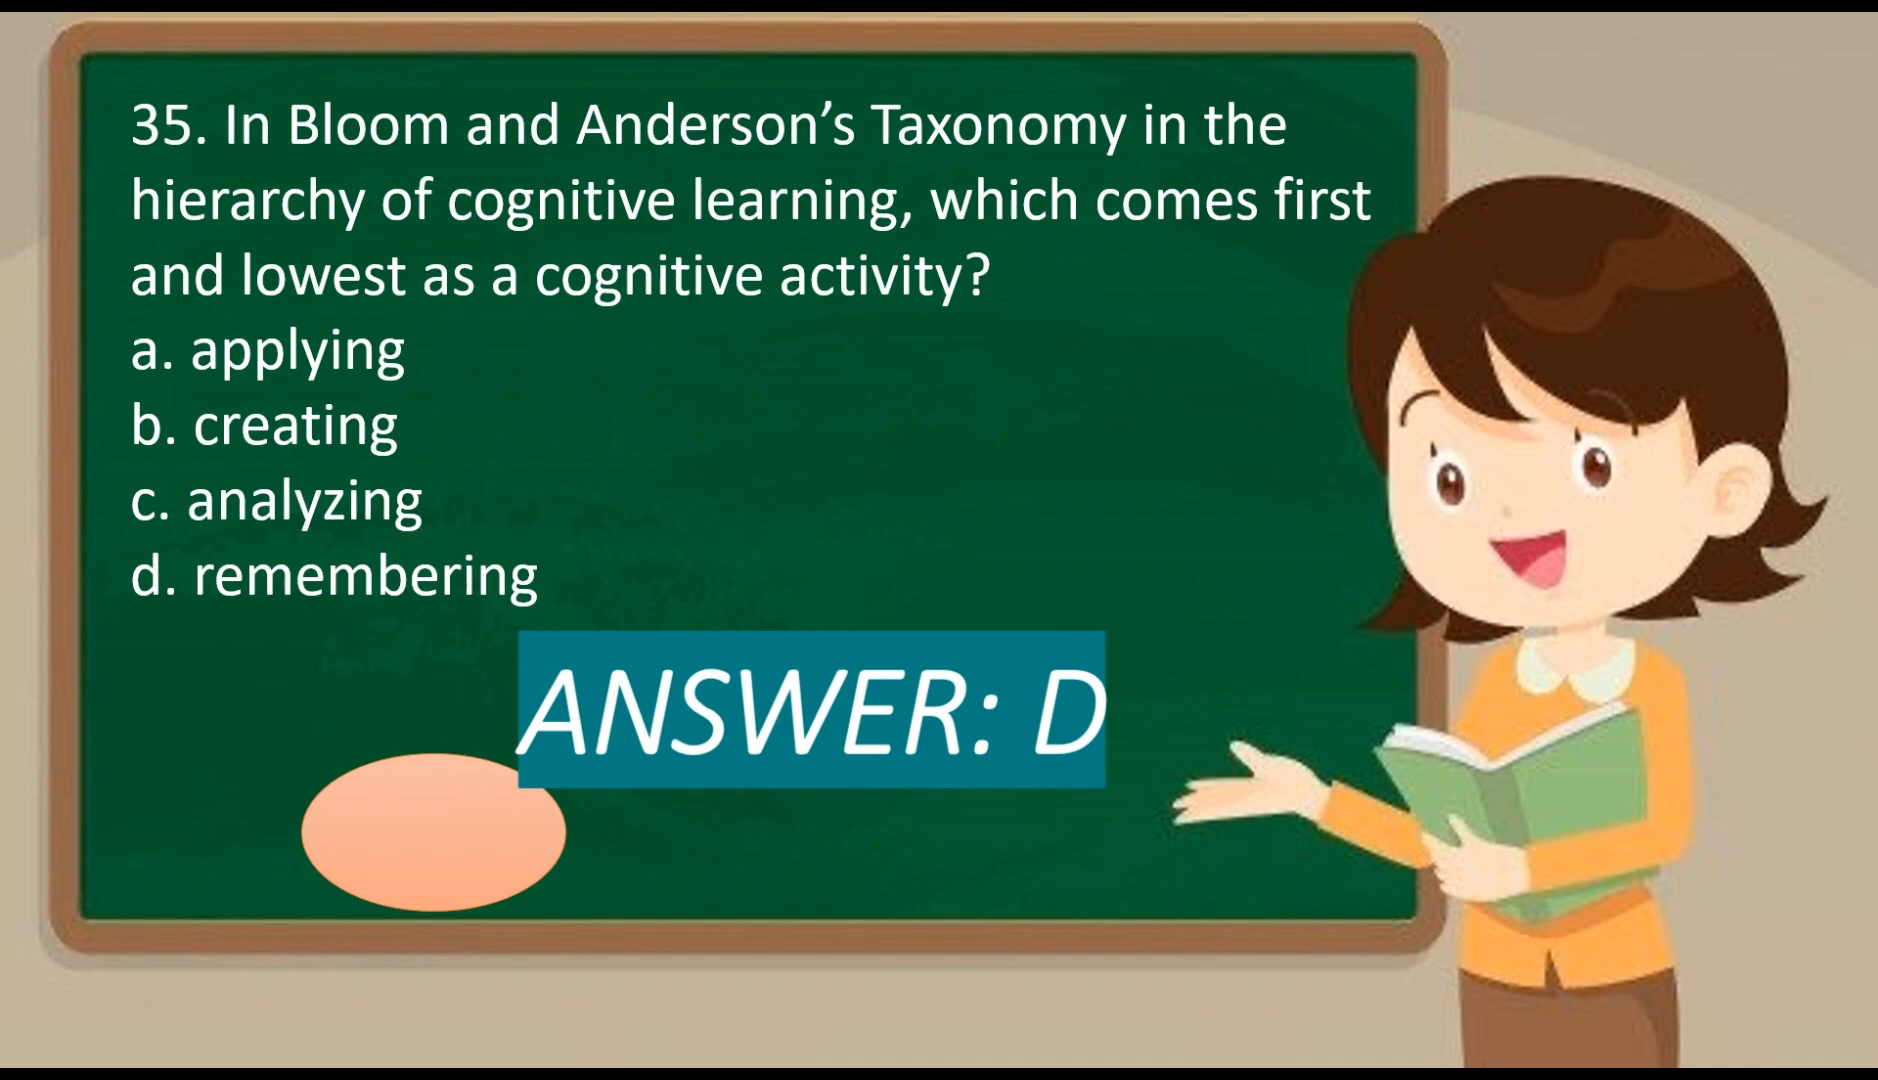 35. In Bloom and Anderson’s Taxonomy in the
hierarchy of cognitive learning, which comes first
and lowest as a cognitive activity?
a. applying
b. creating
c. analyzing
d. remembering
ANSWER: D